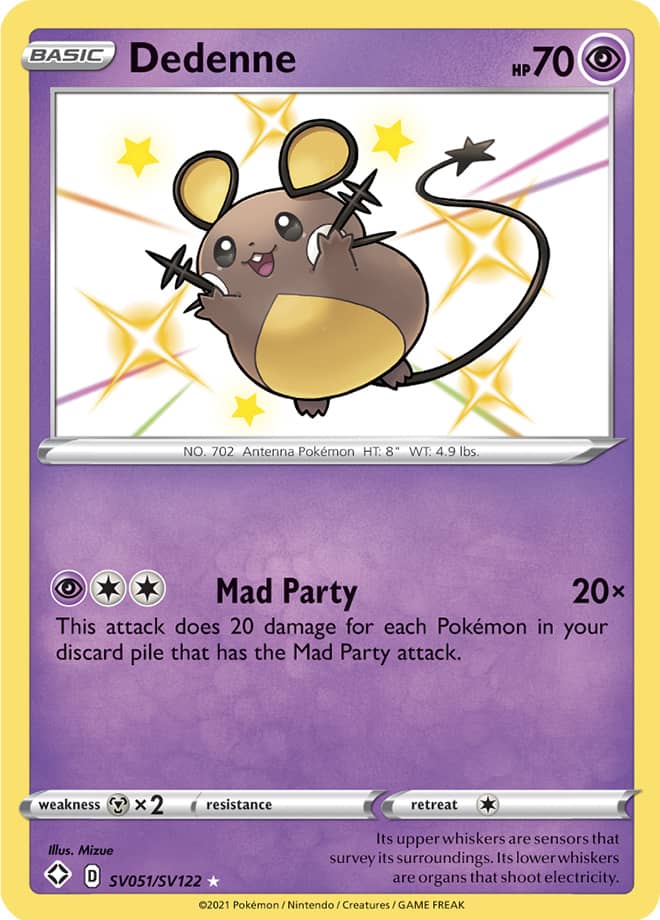 BASIC Dedenne HP70
NO. 702 Antenna Pokémon HT: 8" WT: 4.9 lbs.
Mad Party 20×
This attack does 20 damage for each Pokémon in your
discard pile that has the Mad Party attack.
weakness ×2 resistance retreat
Illus. Mizue
D SV051/SV122
Its upper whiskers are sensors that
survey its surroundings. Its lower whiskers
are organs that shoot electricity.
©2021 Pokémon / Nintendo / Creatures / GAME FREAK